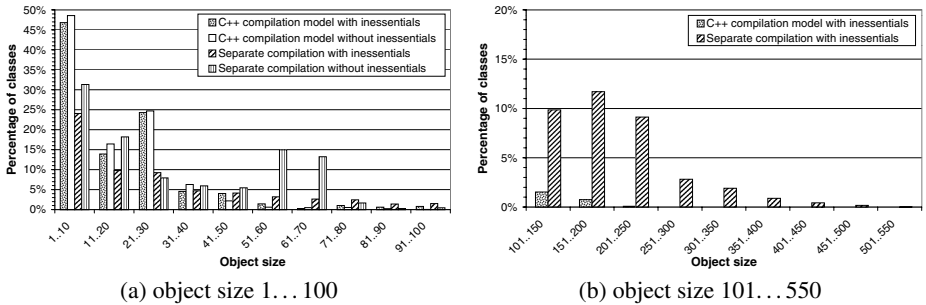 50%
45%
40%
35%
30%
25%
20%
15%
10%
5%
0%
Percentage of classes
C++ compilation model with inessentials
C++ compilation model without inessentials
Separate compilation with inessentials
Separate compilation without inessentials
1..10
11..20
21..30
31..40
41..50
51..60
61..70
71..80
81..90
91..100
Object size
(a) object size 1...100
20%
15%
10%
5%
0%
Percentage of classes
C++ compilation model with inessentials
Separate compilation with inessentials
101..150
151..200
201..250
251..300
301..350
351..400
401..450
451..500
501..550
Object size
(b) object size 101...550